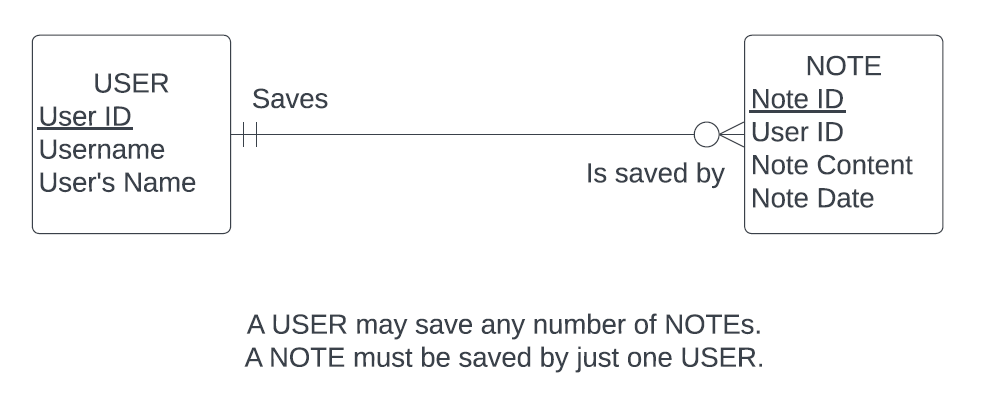 USER
User ID
Username
User's Name
Saves
Is saved by
NOTE
Note ID
User ID
Note Content
Note Date
A USER may save any number of NOTEs.
A NOTE must be saved by just one USER.